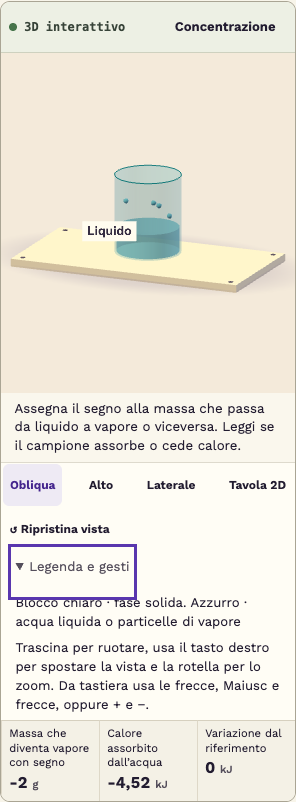 3D interattivo
Concentrazione
Liquido
Assegna il segno alla massa che passa
da liquido a vapore o viceversa. Leggi se
il campione assorbe o cede calore.
Obliqua Alto Laterale Tavola 2D
↺ Ripristina vista
▼ Legenda e gesti
Blocco chiaro · fase solida. Azzurro ·
acqua liquida o particelle di vapore
Trascina per ruotare, usa il tasto destro
per spostare la vista e la rotella per lo
zoom. Da tastiera usa le frecce, Maiusc e
frecce, oppure + e −.
Massa che
diventa vapore
con segno
-2 g
Calore
assorbito
dall'acqua
-4,52 kJ
Variazione dal
riferimento
0 kJ